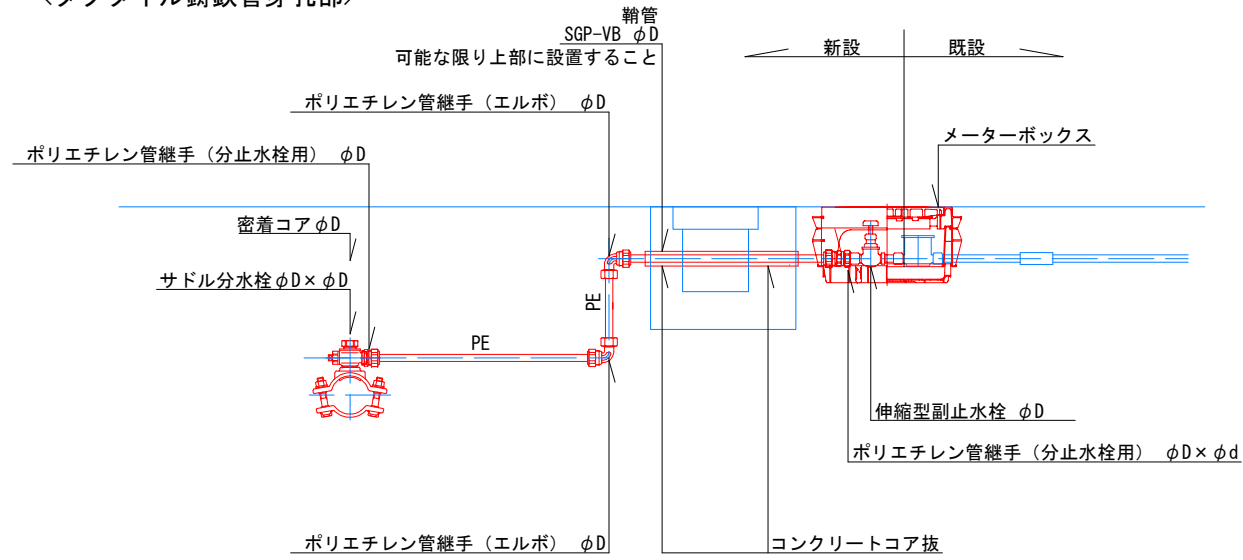 鞘管
SGP-VB φD
可能な限り上部に設置すること
新設
既設
ポリエチレン管継手(エルボ) φD
メーターボックス
ポリエチレン管継手(分止水栓用) φD
密着コアφD
サドル分水栓φD×φD
PE
PE
伸縮型副止水栓 φD
ポリエチレン管継手(分止水栓用) φD×φd
ポリエチレン管継手(エルボ) φD
コンクリートコア抜